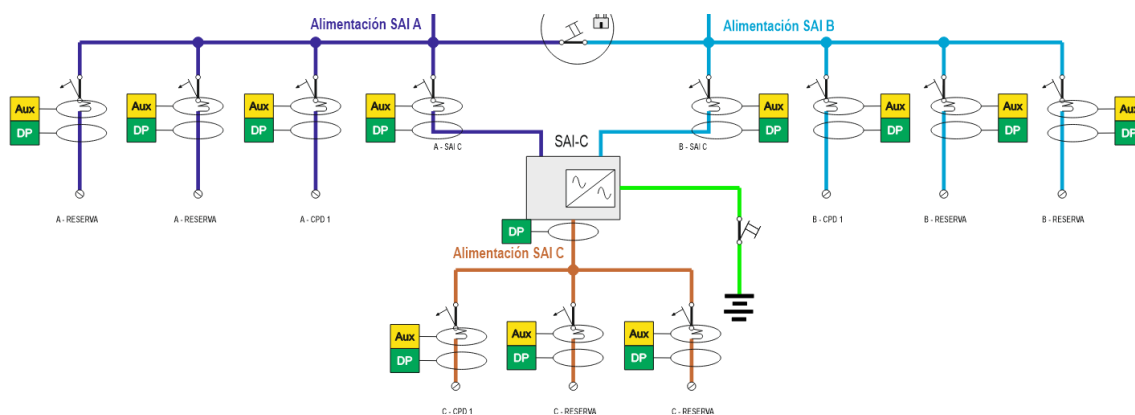 Alimentación SAI A
Alimentación SAI B
Aux
DP
Aux
DP
Aux
DP
Aux
DP
Aux
DP
Aux
DP
Aux
DP
Aux
DP
A - SAI C
SAI-C
B - SAI C
A - RESERVA
A - RESERVA
A - CPD 1
B - CPD 1
B - RESERVA
B - RESERVA
DP
Alimentación SAI C
Aux
DP
Aux
DP
Aux
DP
C - CPD 1
C - RESERVA
C - RESERVA